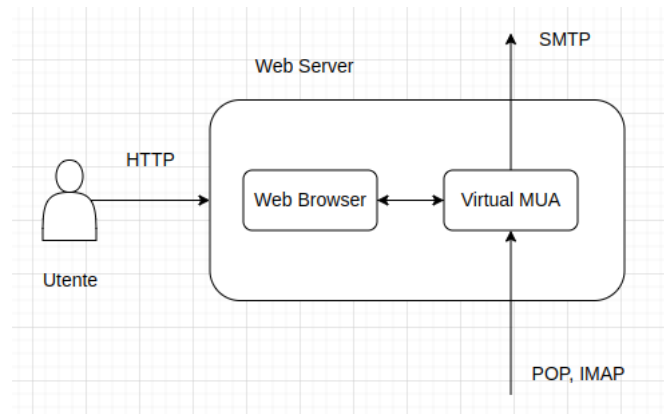 SMTP
Web Server
HTTP
Web Browser
Virtual MUA
Utente
POP, IMAP